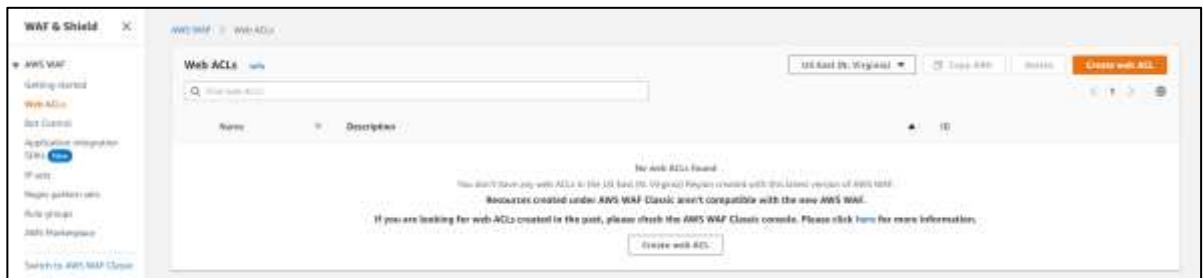 WAF & Shield
AWS WAF > Web ACLs
AWS WAF
Getting started
Web ACLs
Bot Control
Application integration
SDKs New
IP sets
Regex pattern sets
Rule groups
AWS Marketplace
Switch to AWS WAF Classic
Web ACLs Info
US East (N. Virginia)
Copy ARN
Delete
Create web ACL
Find web ACLs
1
Name
Description
ID
No web ACLs found
You don't have any web ACLs in the US East (N. Virginia) Region created with this latest version of AWS WAF.
Resources created under AWS WAF Classic aren't compatible with the new AWS WAF.
If you are looking for web ACLs created in the past, please check the AWS WAF Classic console. Please click here for more information.
Create web ACL